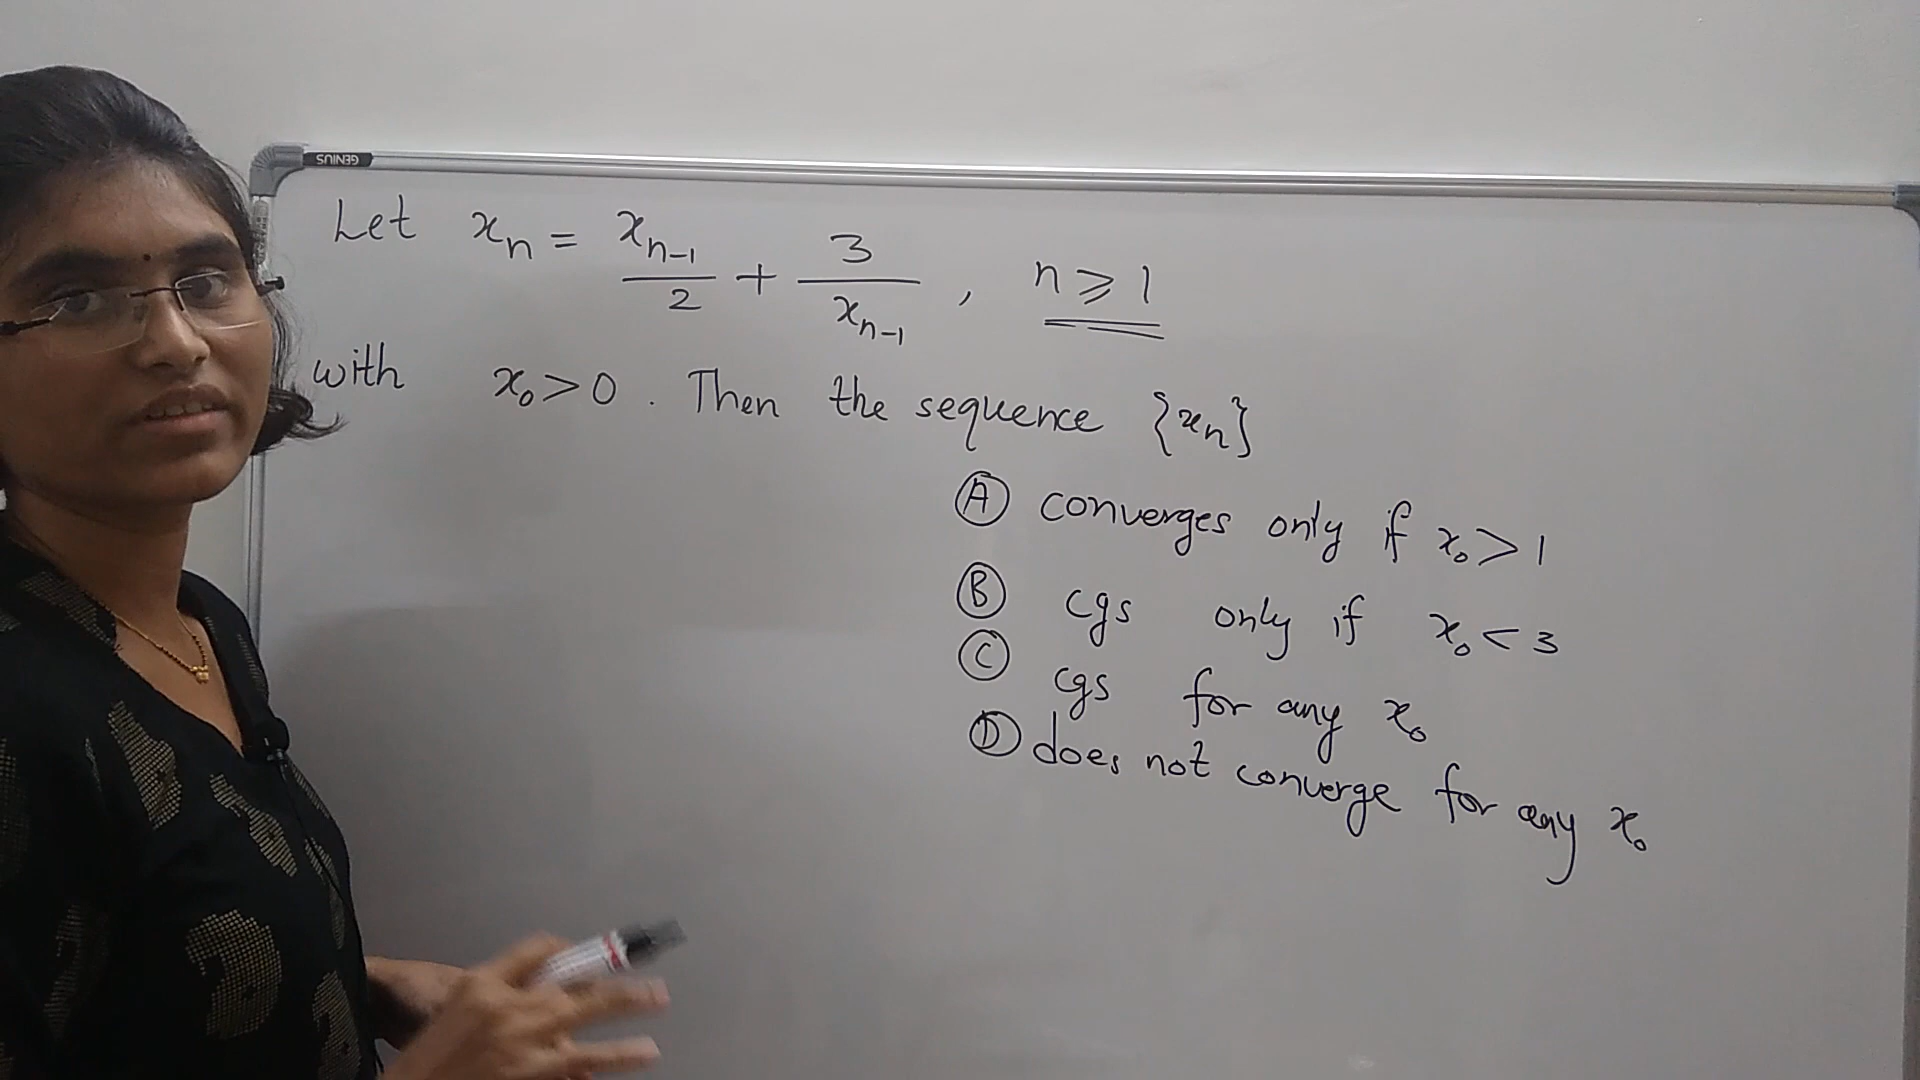 GENIUS
Let xₙ = xₙ₋₁/2 + 3/xₙ₋₁ , n ⩾ 1
with x₀ > 0 . Then the sequence {xₙ}
(A) converges only if x₀ > 1
(B) cgs only if x₀ < 3
(C) cgs for any x₀
(D) does not converge for any x₀